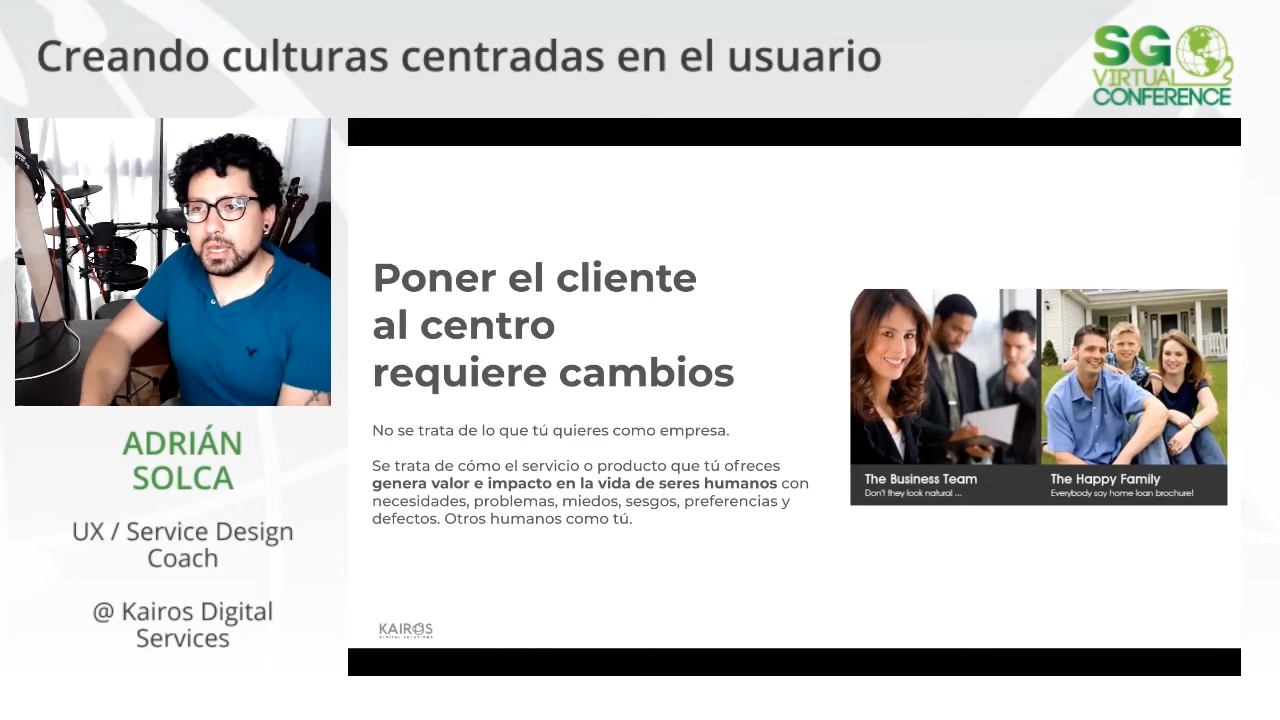 Creando culturas centradas en el usuario
SG
VIRTUAL
CONFERENCE
ADRIÁN
SOLCA
UX / Service Design
Coach
@ Kairos Digital
Services
Poner el cliente
al centro
requiere cambios
No se trata de lo que tú quieres como empresa.
Se trata de cómo el servicio o producto que tú ofreces
genera valor e impacto en la vida de seres humanos con
necesidades, problemas, miedos, sesgos, preferencias y
defectos. Otros humanos como tú.
The Business Team
Don't they look natural ...
The Happy Family
Everybody say home loan brochure!
KAIROS
DIGITAL SOLUTIONS